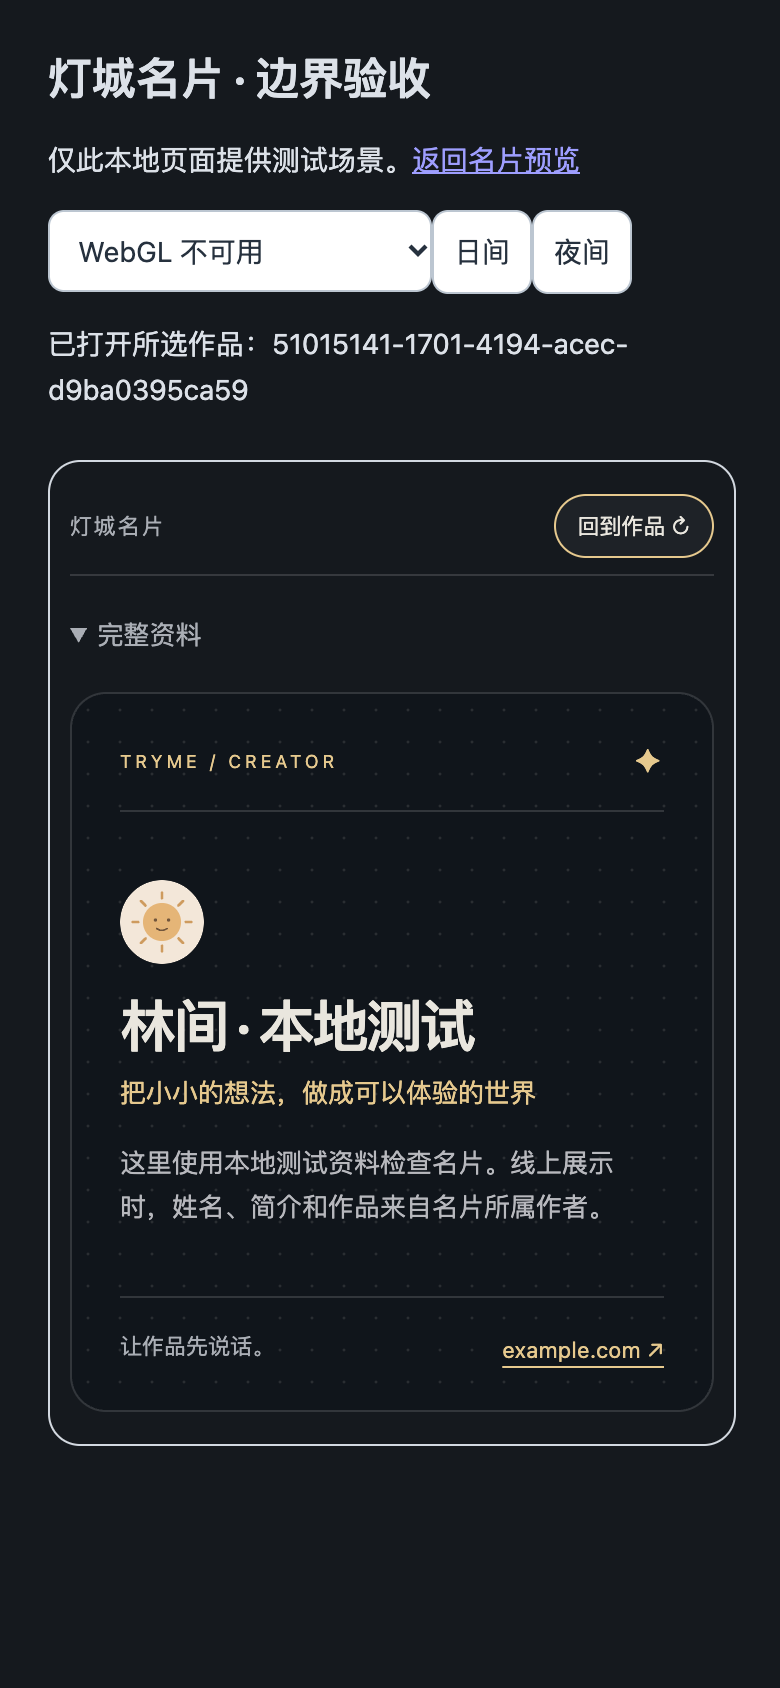 灯城名片 · 边界验收
仅此本地页面提供测试场景。返回名片预览
WebGL 不可用
日间
夜间
已打开所选作品：51015141-1701-4194-acec-
d9ba0395ca59
灯城名片
回到作品 ↻
▼ 完整资料
TRYME / CREATOR
林间 · 本地测试
把小小的想法，做成可以体验的世界
这里使用本地测试资料检查名片。线上展示
时，姓名、简介和作品来自名片所属作者。
让作品先说话。
example.com ↗